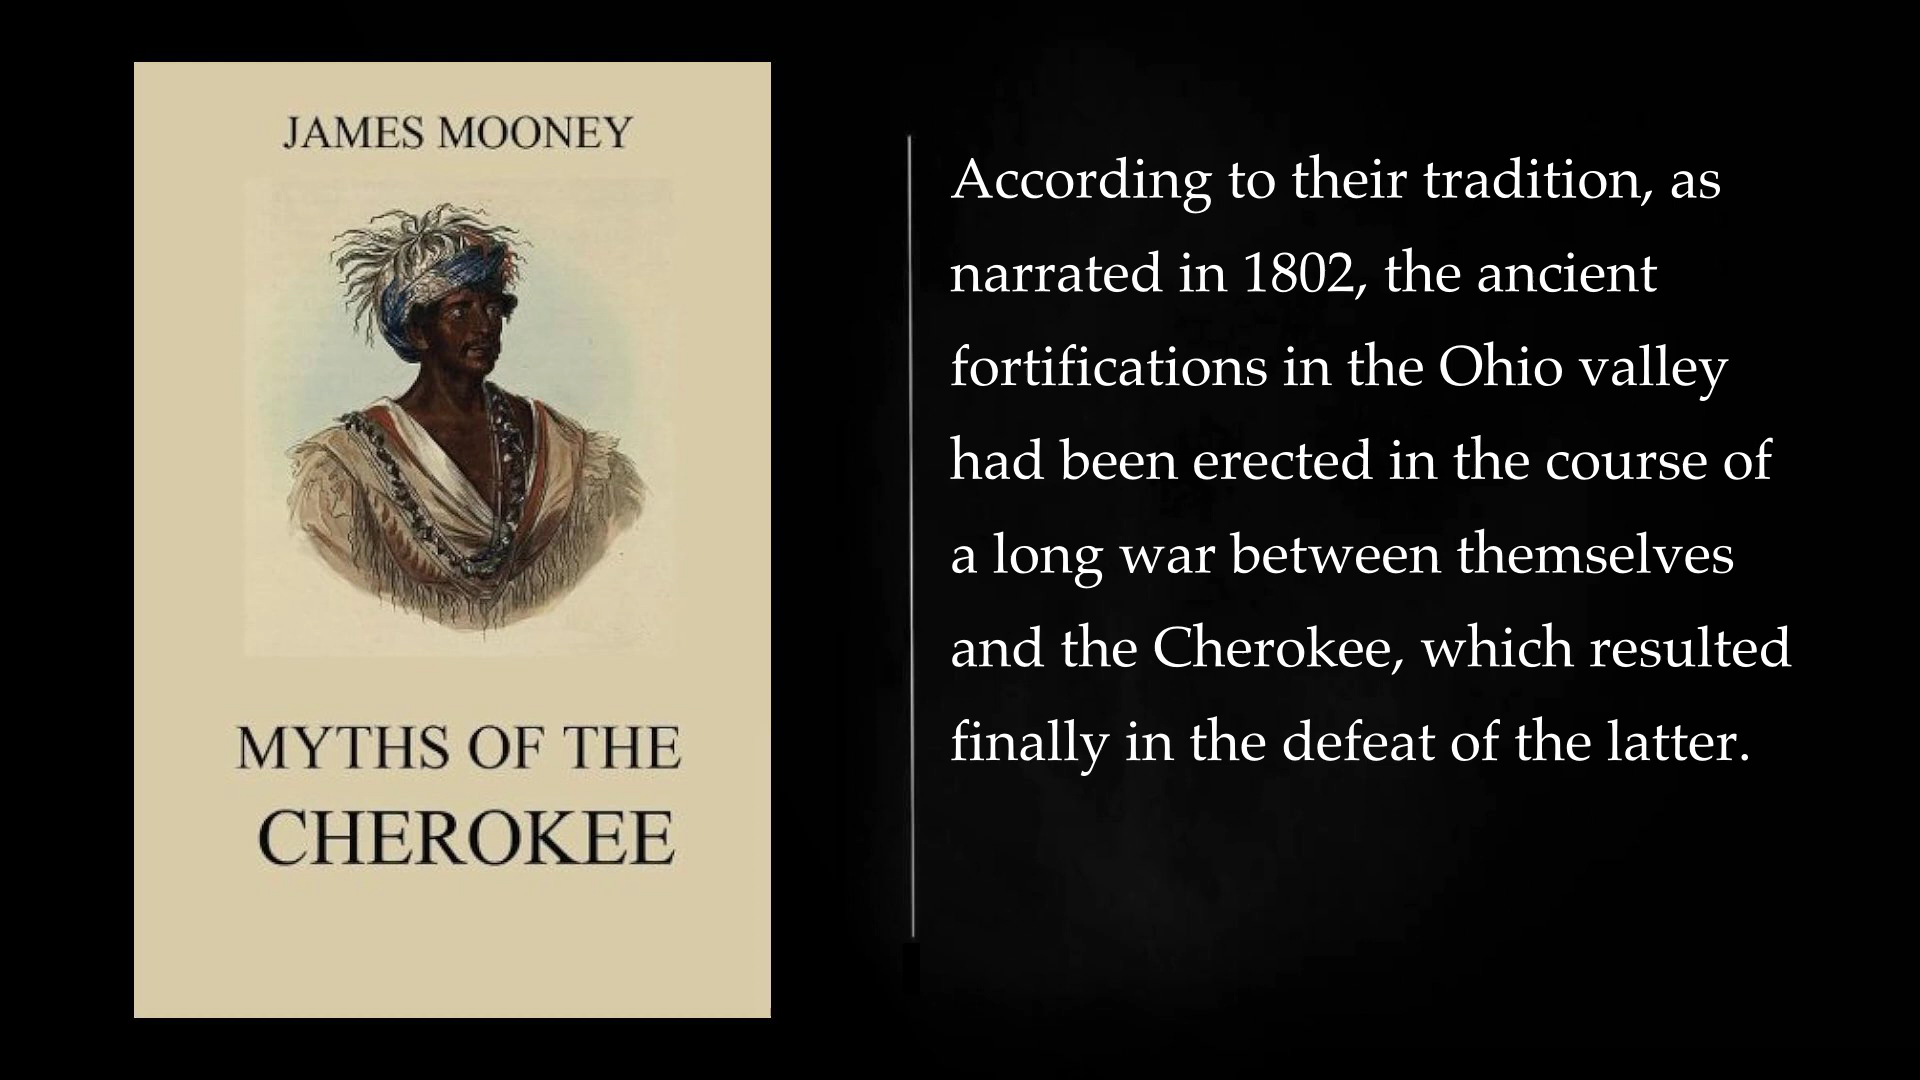 JAMES MOONEY
MYTHS OF THE
CHEROKEE
According to their tradition, as
narrated in 1802, the ancient
fortifications in the Ohio valley
had been erected in the course of
a long war between themselves
and the Cherokee, which resulted
finally in the defeat of the latter.